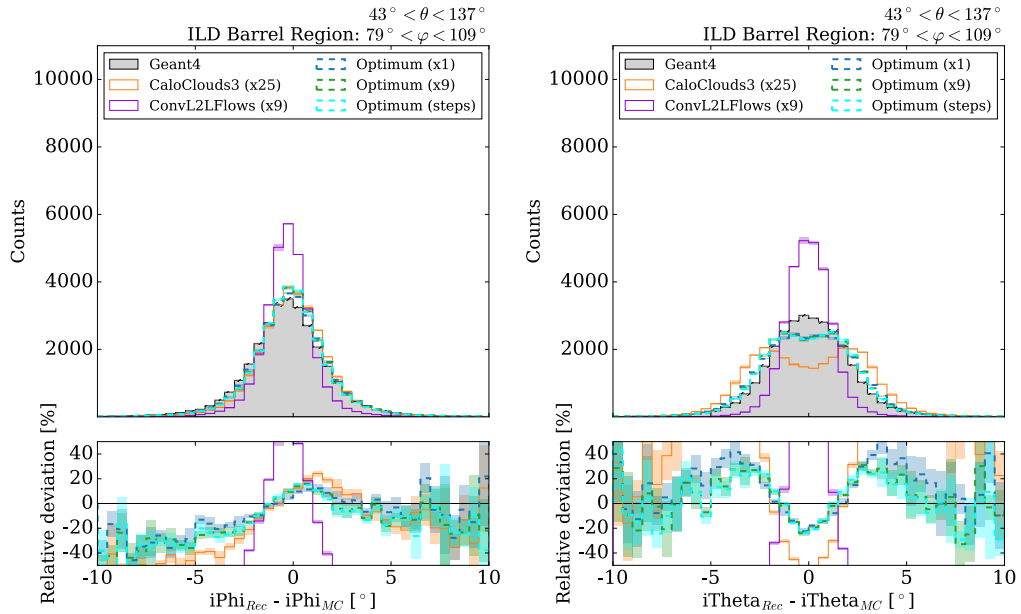 43° < θ < 137°
ILD Barrel Region: 79° < φ < 109°
Geant4
CaloClouds3 (x25)
ConvL2LFlows (x9)
Optimum (x1)
Optimum (x9)
Optimum (steps)
Counts
10000
8000
6000
4000
2000
Relative deviation [%]
40
20
0
-20
-40
-10
-5
0
5
10
iPhi_Rec - iPhi_MC [°]
43° < θ < 137°
ILD Barrel Region: 79° < φ < 109°
Geant4
CaloClouds3 (x25)
ConvL2LFlows (x9)
Optimum (x1)
Optimum (x9)
Optimum (steps)
Counts
10000
8000
6000
4000
2000
Relative deviation [%]
40
20
0
-20
-40
-10
-5
0
5
10
iTheta_Rec - iTheta_MC [°]